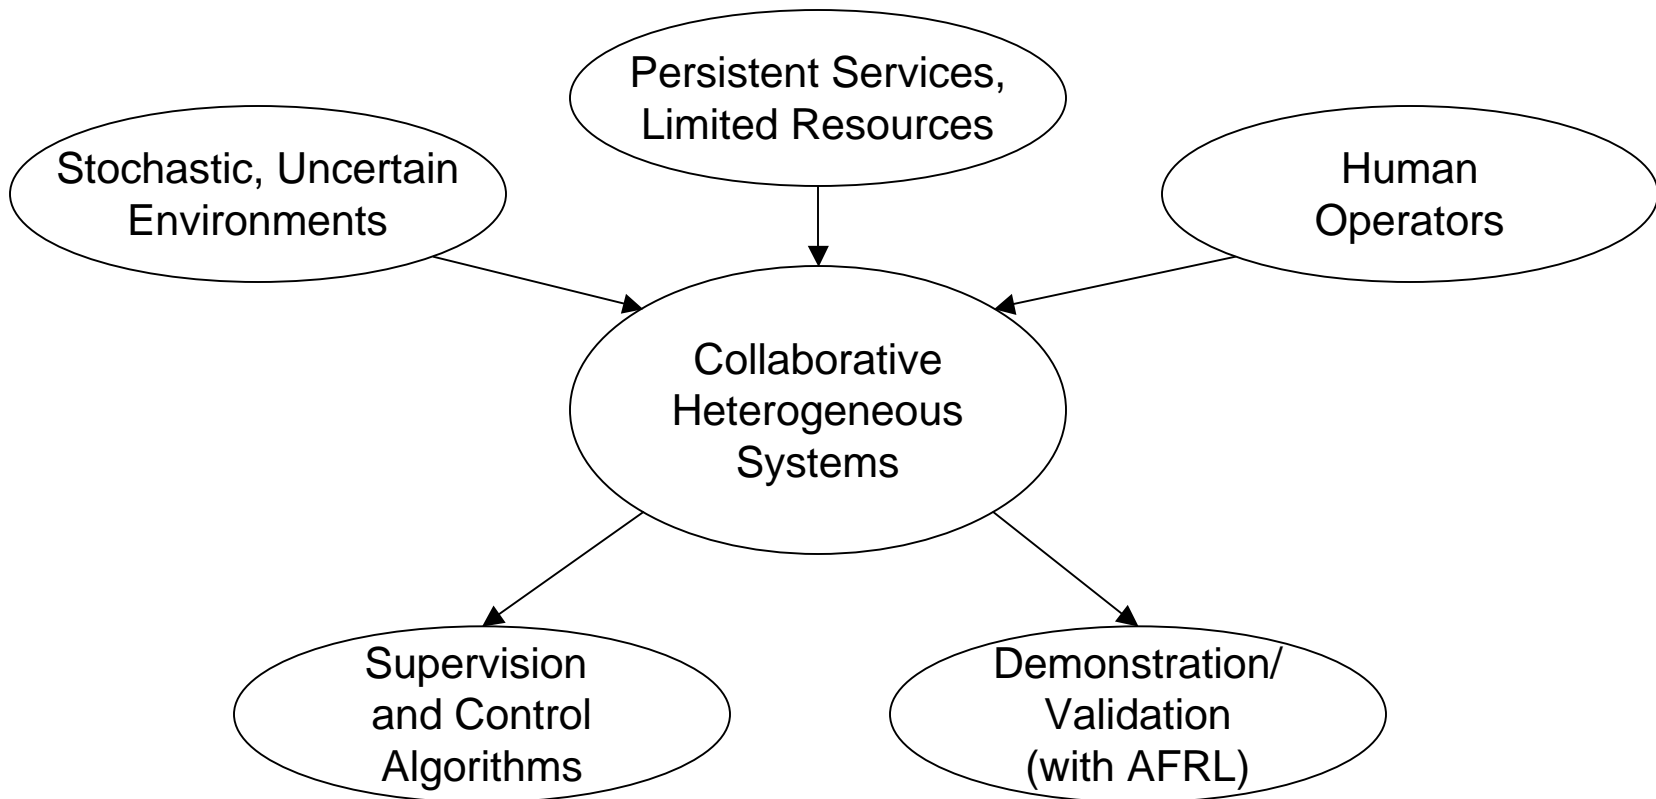 Persistent Services,
Limited Resources
Stochastic, Uncertain
Environments
Human
Operators
Collaborative
Heterogeneous
Systems
Supervision
and Control
Algorithms
Demonstration/
Validation
(with AFRL)